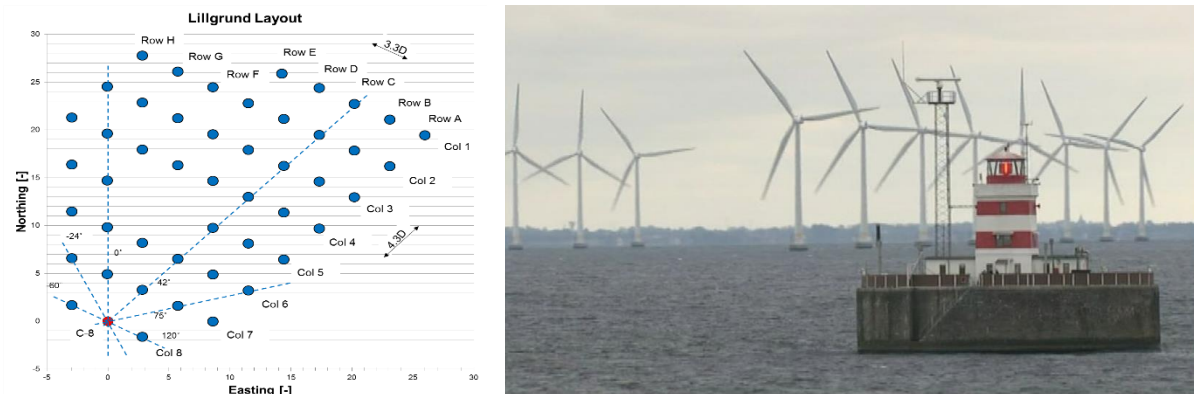 Lillgrund Layout
30
25
20
15
10
5
0
-5
Northing [-]
Row H
Row G
Row F
Row E
Row D
Row C
Row B
Row A
Col 1
Col 2
Col 3
Col 4
Col 5
Col 6
Col 7
Col 8
3.3D
4.3D
-24°
0°
42°
60
75°
120°
C-8
-5
0
5
10
15
20
25
30
Easting [-]